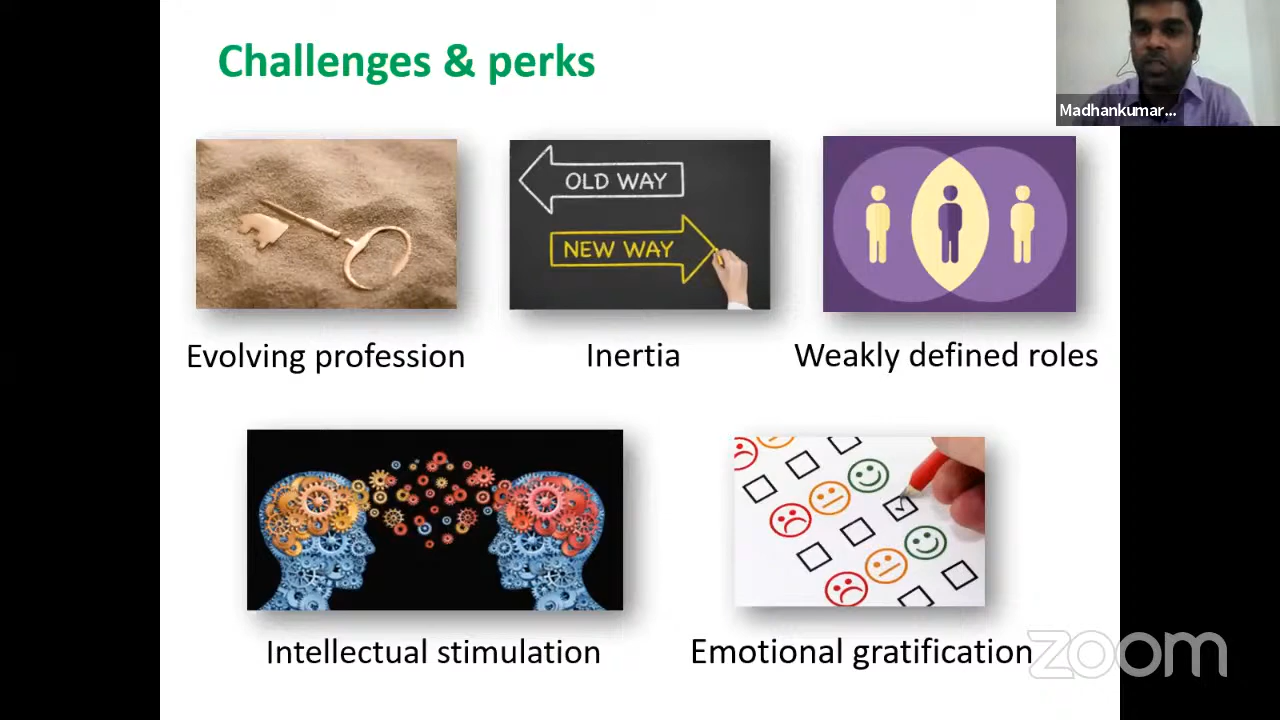 Challenges & perks
Madhankumar...
OLD WAY
NEW WAY
Evolving profession
Inertia
Weakly defined roles
Intellectual stimulation
Emotional gratification
zoom